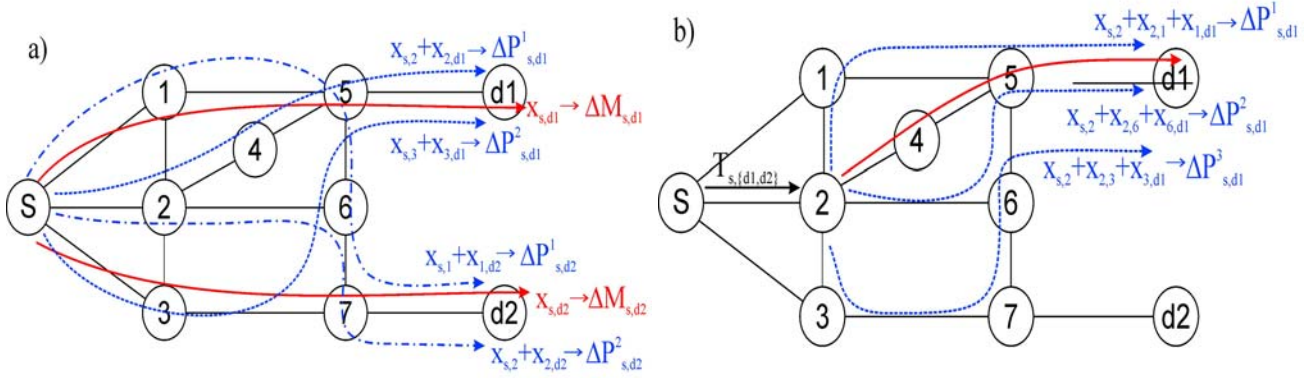 a)
x_{s,2}+x_{2,d1}→ΔP^1_{s,d1}
1
5
d1
x_{s,d1}→ΔM_{s,d1}
x_{s,3}+x_{3,d1}→ΔP^2_{s,d1}
4
S
2
6
x_{s,1}+x_{1,d2}→ΔP^1_{s,d2}
x_{s,d2}→ΔM_{s,d2}
3
7
d2
x_{s,2}+x_{2,d2}→ΔP^2_{s,d2}
b)
x_{s,2}+x_{2,1}+x_{1,d1}→ΔP^1_{s,d1}
1
5
d1
x_{s,2}+x_{2,6}+x_{6,d1}→ΔP^2_{s,d1}
4
x_{s,2}+x_{2,3}+x_{3,d1}→ΔP^3_{s,d1}
T_{s,{d1,d2}}
S
2
6
3
7
d2